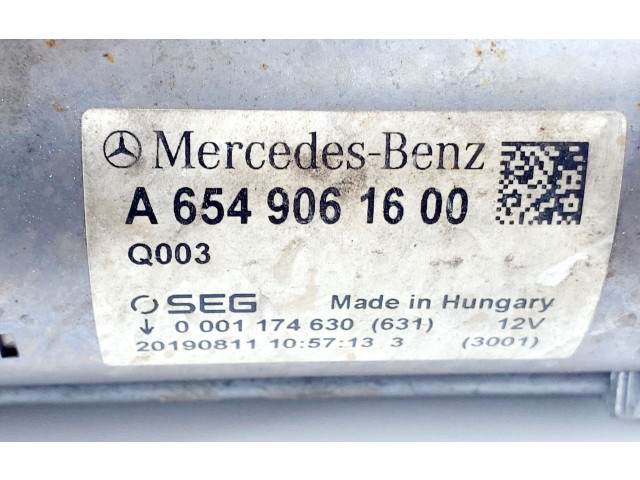 Mercedes-Benz
A 654 906 16 00
Q003
SEG Made in Hungary
↓ 0 001 174 630 (631) 12V
20190811 10:57:13 3 (3001)